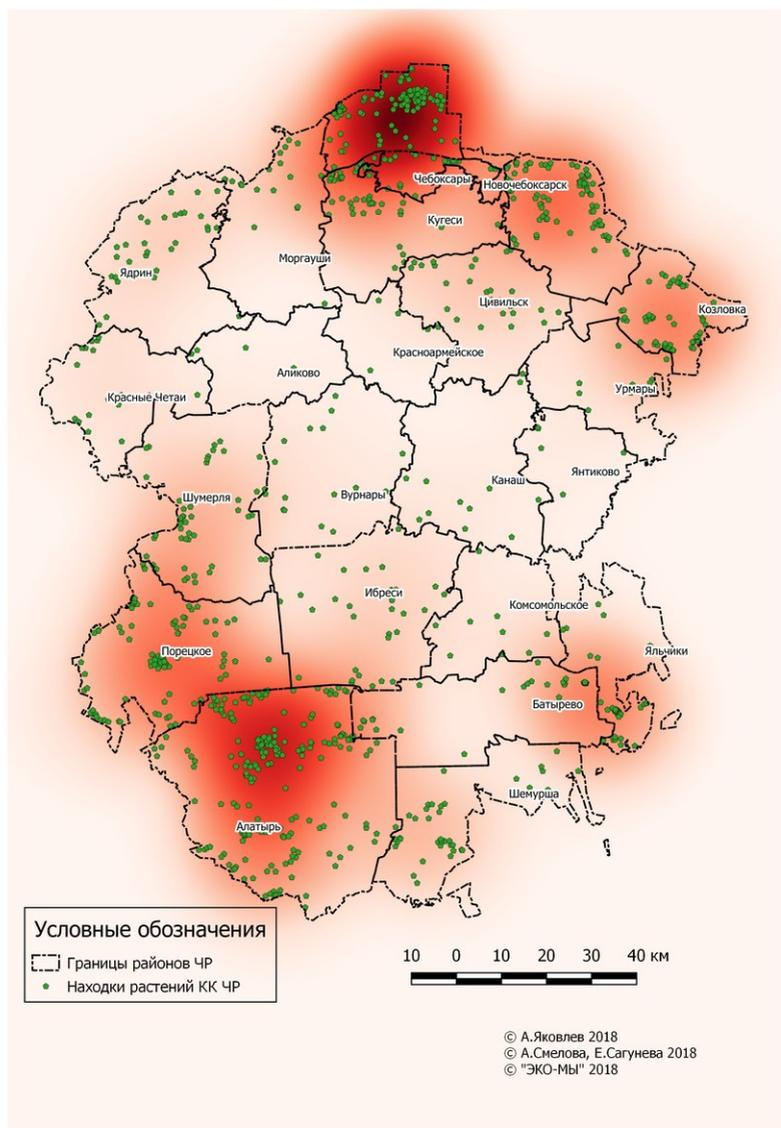 Чебоксары
Новочебоксарск
Кугеси
Моргауши
Ядрин
Цивильск
Козловка
Красноармейское
Аликово
Урмары
Красные Четаи
Янтиково
Канаш
Вурнары
Шумерля
Ибреси
Комсомольское
Порецкое
Яльчики
Батырево
Шемурша
Алатырь
Условные обозначения
Границы районов ЧР
Находки растений КК ЧР
10 0 10 20 30 40 км
© А.Яковлев 2018
© А.Смелова, Е.Сагунева 2018
© "ЭКО-МЫ" 2018